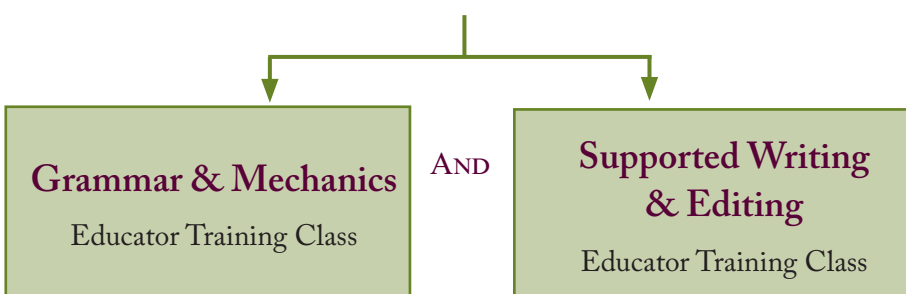 Grammar & Mechanics
Educator Training Class
AND
Supported Writing
& Editing
Educator Training Class